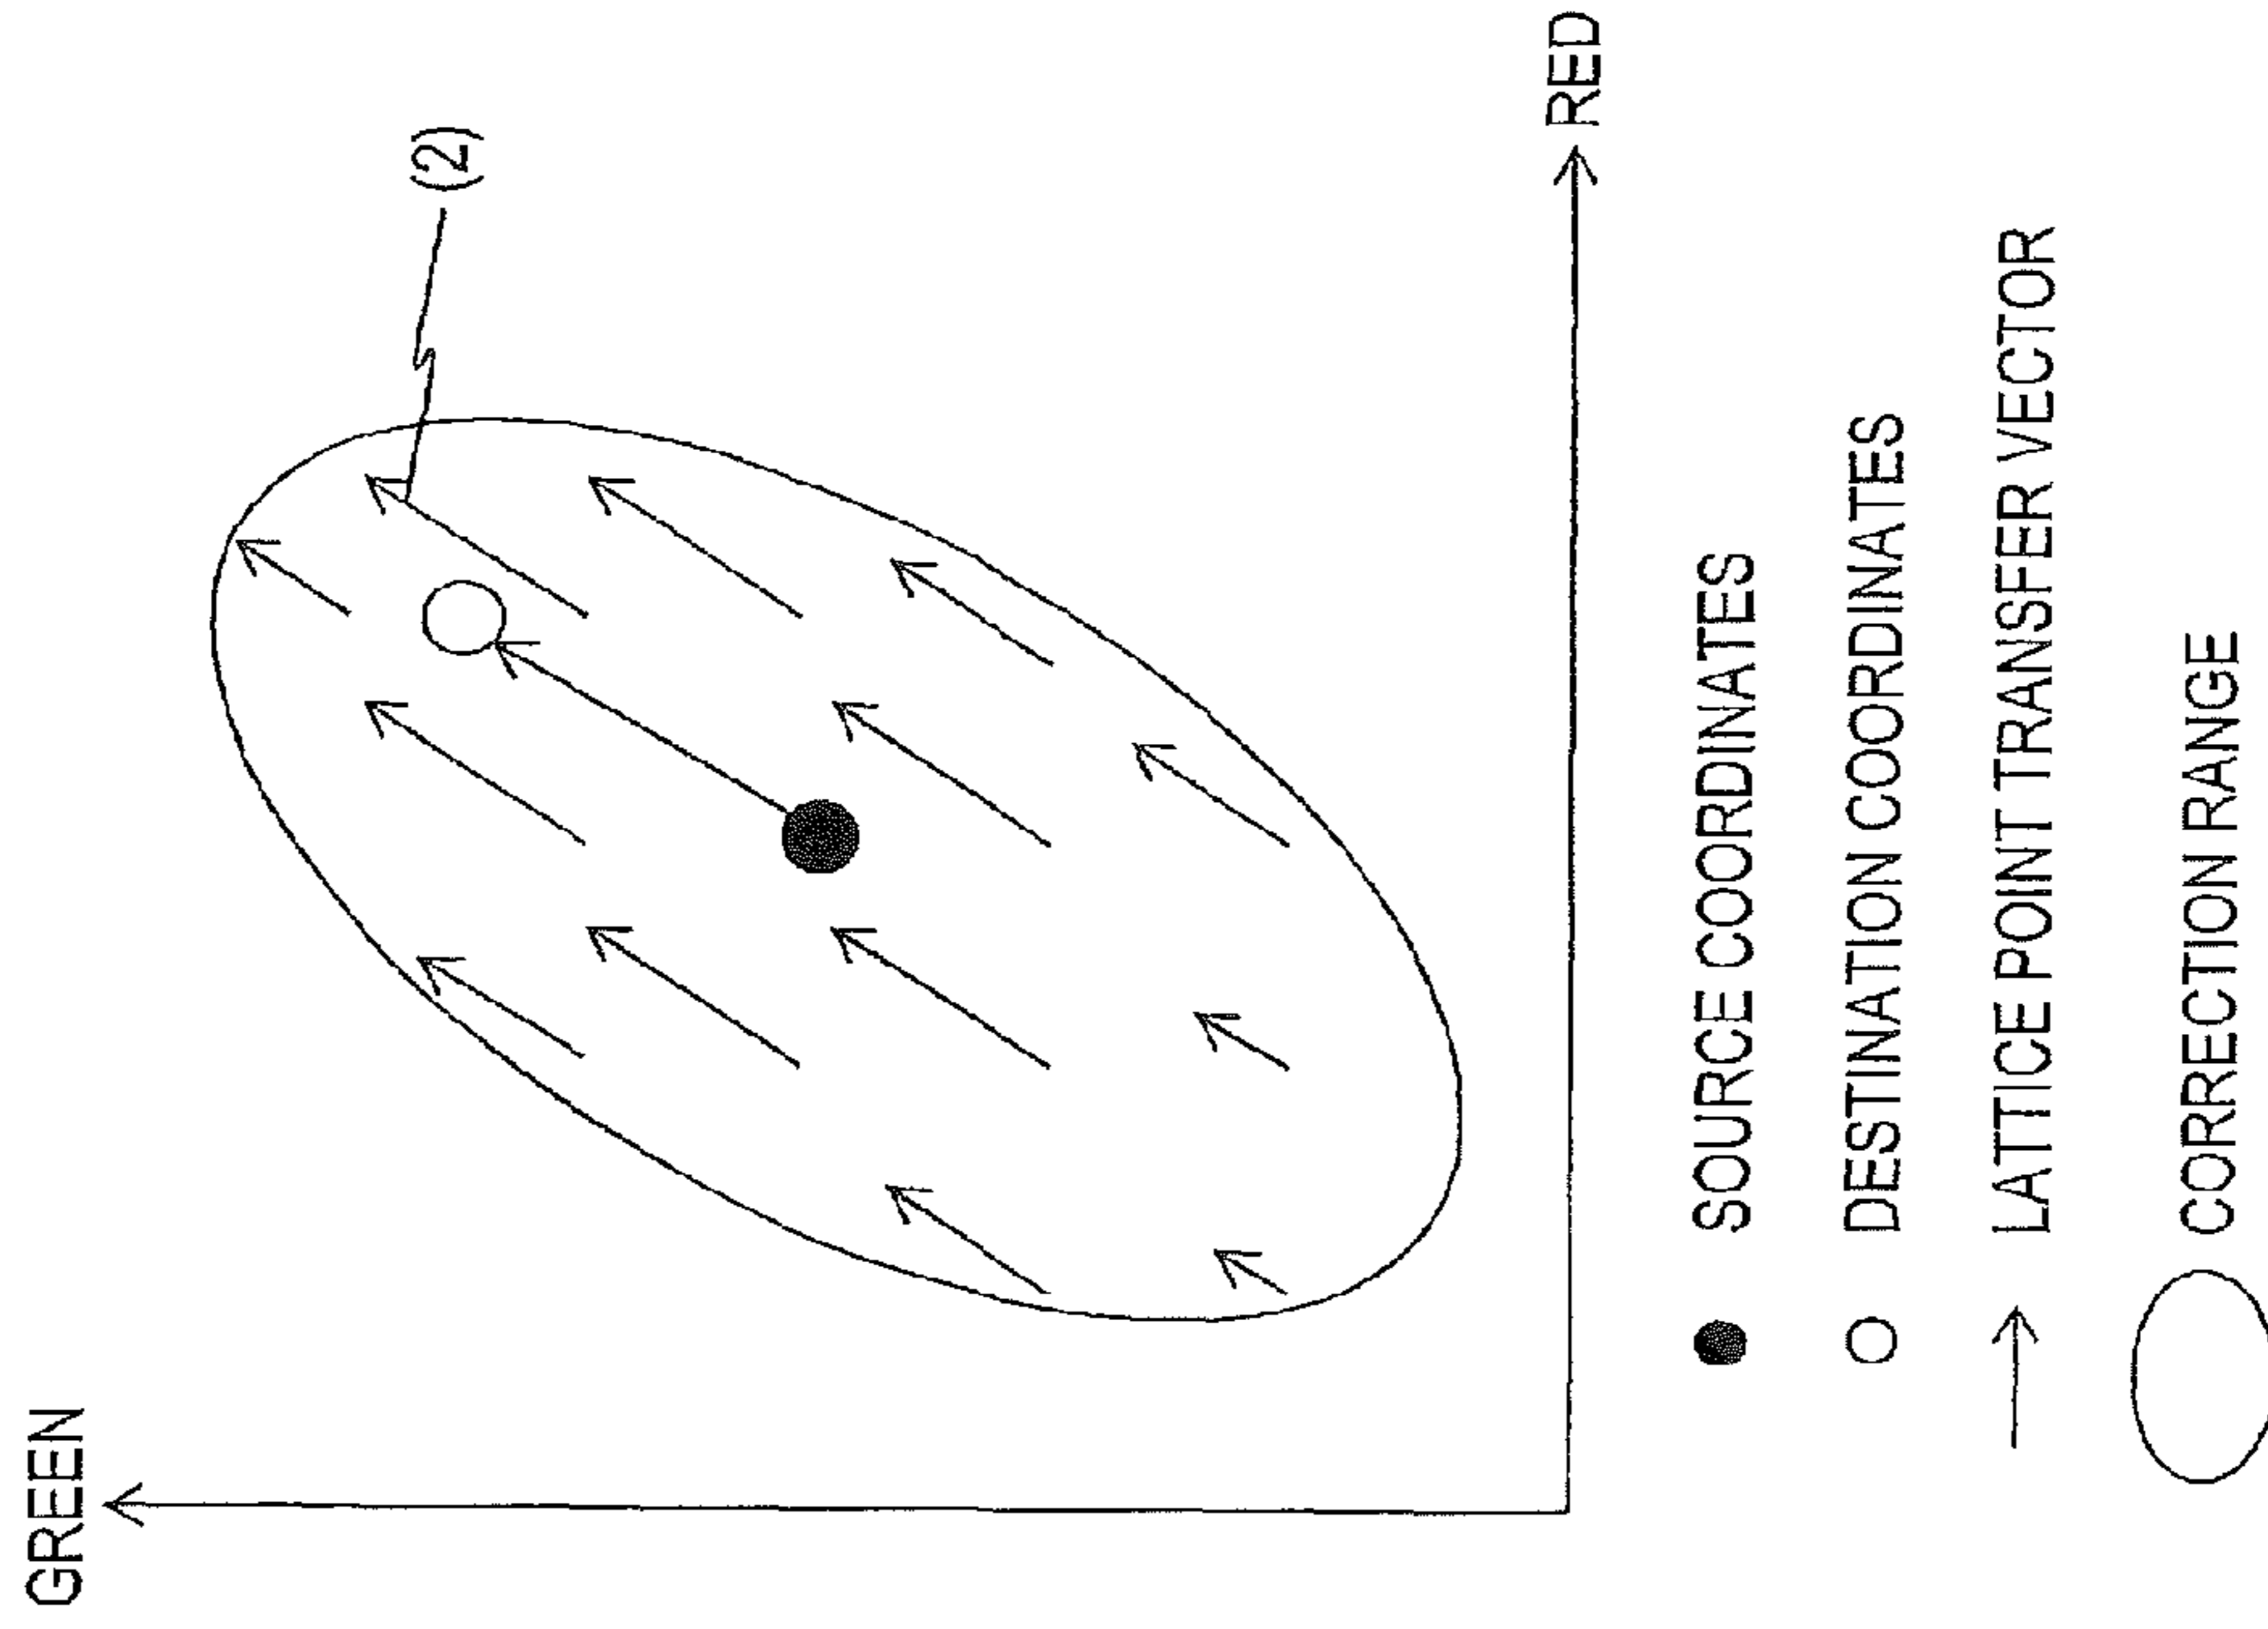 GREEN
(2)
RED
SOURCE COORDINATES
DESTINATION COORDINATES
LATTICE POINT TRANSFER VECTOR
CORRECTION RANGE